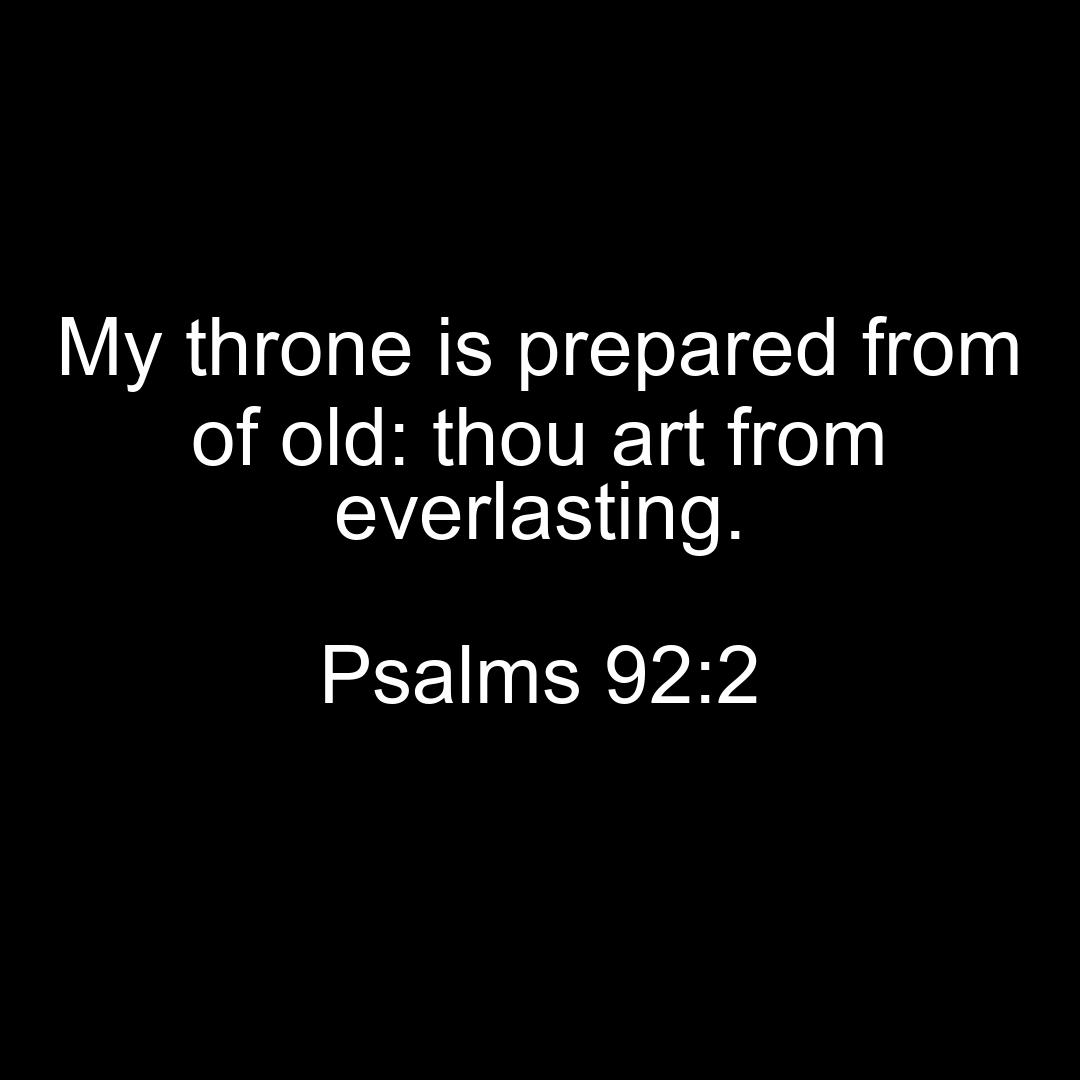 My throne is prepared from
of old: thou art from
everlasting.
Psalms 92:2